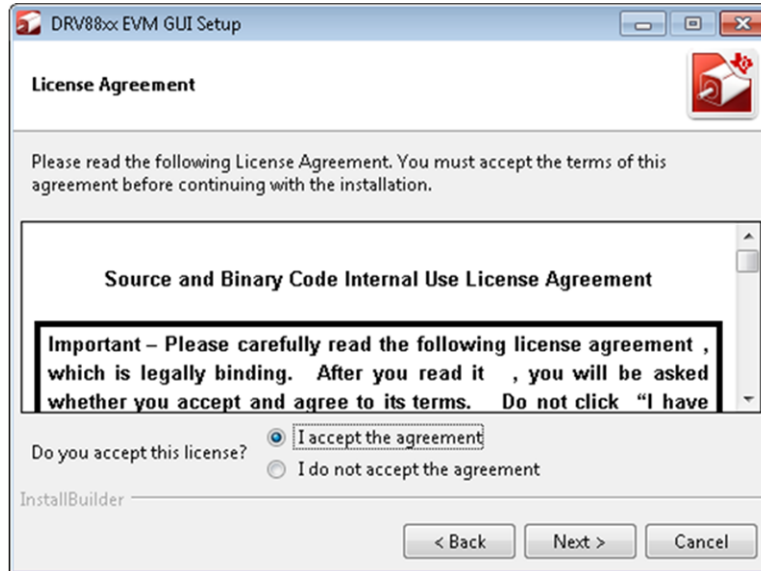 DRV88xx EVM GUI Setup
License Agreement
Please read the following License Agreement. You must accept the terms of this
agreement before continuing with the installation.
Source and Binary Code Internal Use License Agreement
Important – Please carefully read the following license agreement ,
which is legally binding. After you read it , you will be asked
whether you accept and agree to its terms. Do not click “I have
Do you accept this license?
I accept the agreement
I do not accept the agreement
InstallBuilder
< Back
Next >
Cancel